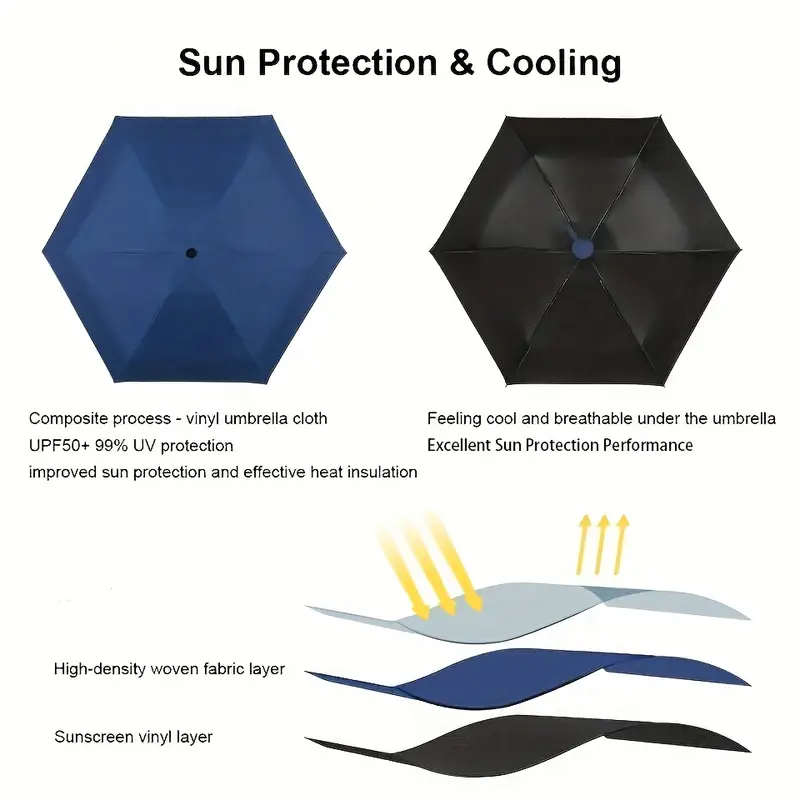 Sun Protection & Cooling
Composite process - vinyl umbrella cloth
UPF50+ 99% UV protection
improved sun protection and effective heat insulation
Feeling cool and breathable under the umbrella
Excellent Sun Protection Performance
High-density woven fabric layer
Sunscreen vinyl layer